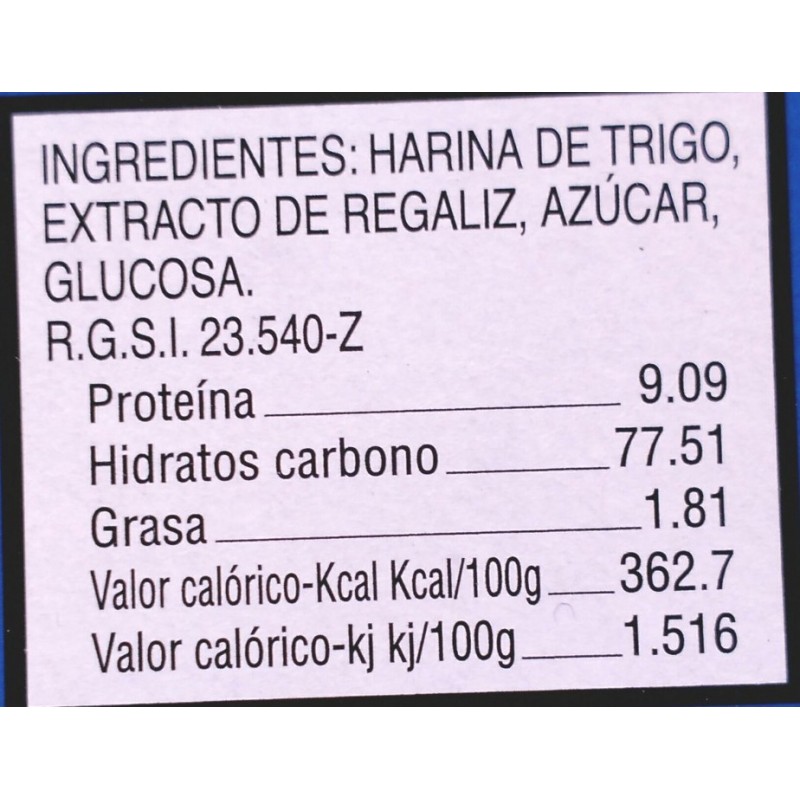 INGREDIENTES: HARINA DE TRIGO,
EXTRACTO DE REGALIZ, AZÚCAR,
GLUCOSA.
R.G.S.I. 23.540-Z
Proteína 9.09
Hidratos carbono 77.51
Grasa 1.81
Valor calórico-Kcal Kcal/100g 362.7
Valor calórico-kj kj/100g 1.516